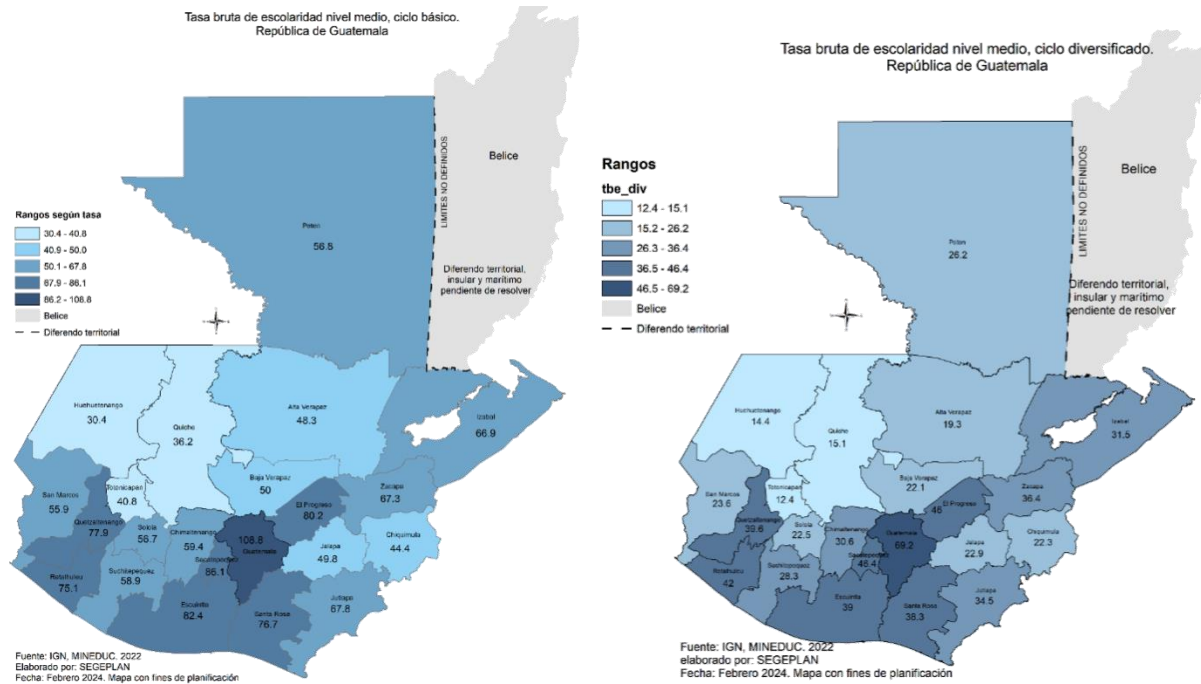 Tasa bruta de escolaridad nivel medio, ciclo básico.
República de Guatemala
Belice
LIMITES NO DEFINIDOS
Rangos según tasa
30.4 - 40.8
40.9 - 50.0
50.1 - 67.8
67.9 - 86.1
86.2 - 108.8
Belice
Diferendo territorial
Peten
56.8
Diferendo territorial,
insular y marítimo
pendiente de resolver
Huehuetenango
30.4
Quiche
36.2
Alta Verapaz
48.3
Izabal
66.9
Baja Verapaz
50
Zacapa
67.3
San Marcos
55.9
Totonicapan
40.8
El Progreso
80.2
Quetzaltenango
77.9
Solola
56.7
Chimaltenango
59.4
108.8
Guatemala
Jalapa
49.8
Chiquimula
44.4
Retalhuleu
75.1
Suchitepequez
58.9
Sacatepequez
86.1
Escuintla
82.4
Santa Rosa
76.7
Jutiapa
67.8
Fuente: IGN, MINEDUC. 2022
Elaborado por: SEGEPLAN
Fecha: Febrero 2024. Mapa con fines de planificación
Tasa bruta de escolaridad nivel medio, ciclo diversificado.
República de Guatemala
Rangos
tbe_div
12.4 - 15.1
15.2 - 26.2
26.3 - 36.4
36.5 - 46.4
46.5 - 69.2
Belice
Diferendo territorial
LIMITES NO DEFINIDOS
Belice
Peten
26.2
Diferendo territorial,
insular y marítimo
pendiente de resolver
Huehuetenango
14.4
Quiche
15.1
Alta Verapaz
19.3
Izabal
31.5
Baja Verapaz
22.1
Zacapa
36.4
San Marcos
23.6
Totonicapan
12.4
El Progreso
46
Quetzaltenango
39.6
Solola
22.5
Chimaltenango
30.6
Guatemala
69.2
Jalapa
22.9
Chiquimula
22.3
Retalhuleu
42
Suchitepequez
28.3
Sacatepequez
46.4
Escuintla
39
Santa Rosa
38.3
Jutiapa
34.5
Fuente: IGN, MINEDUC. 2022
elaborado por: SEGEPLAN
Fecha: Febrero 2024. Mapa con fines de planificación